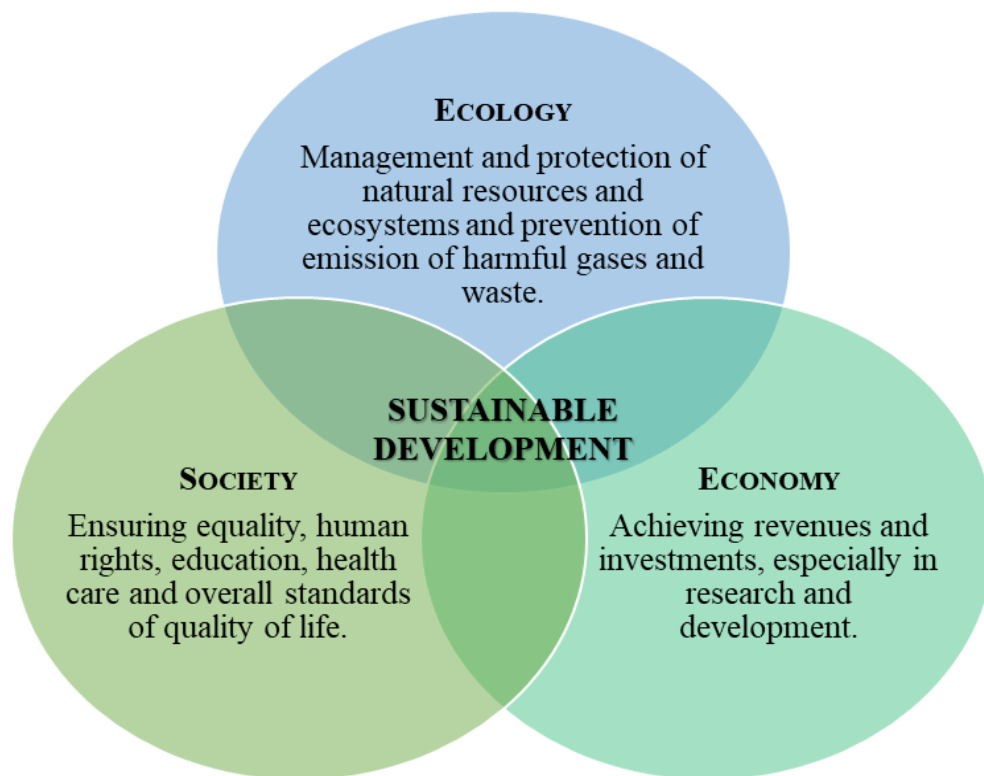 ECOLOGY
Management and protection of
natural resources and
ecosystems and prevention of
emission of harmful gases and
waste.
SUSTAINABLE
DEVELOPMENT
SOCIETY
Ensuring equality, human
rights, education, health
care and overall standards
of quality of life.
ECONOMY
Achieving revenues and
investments, especially in
research and
development.